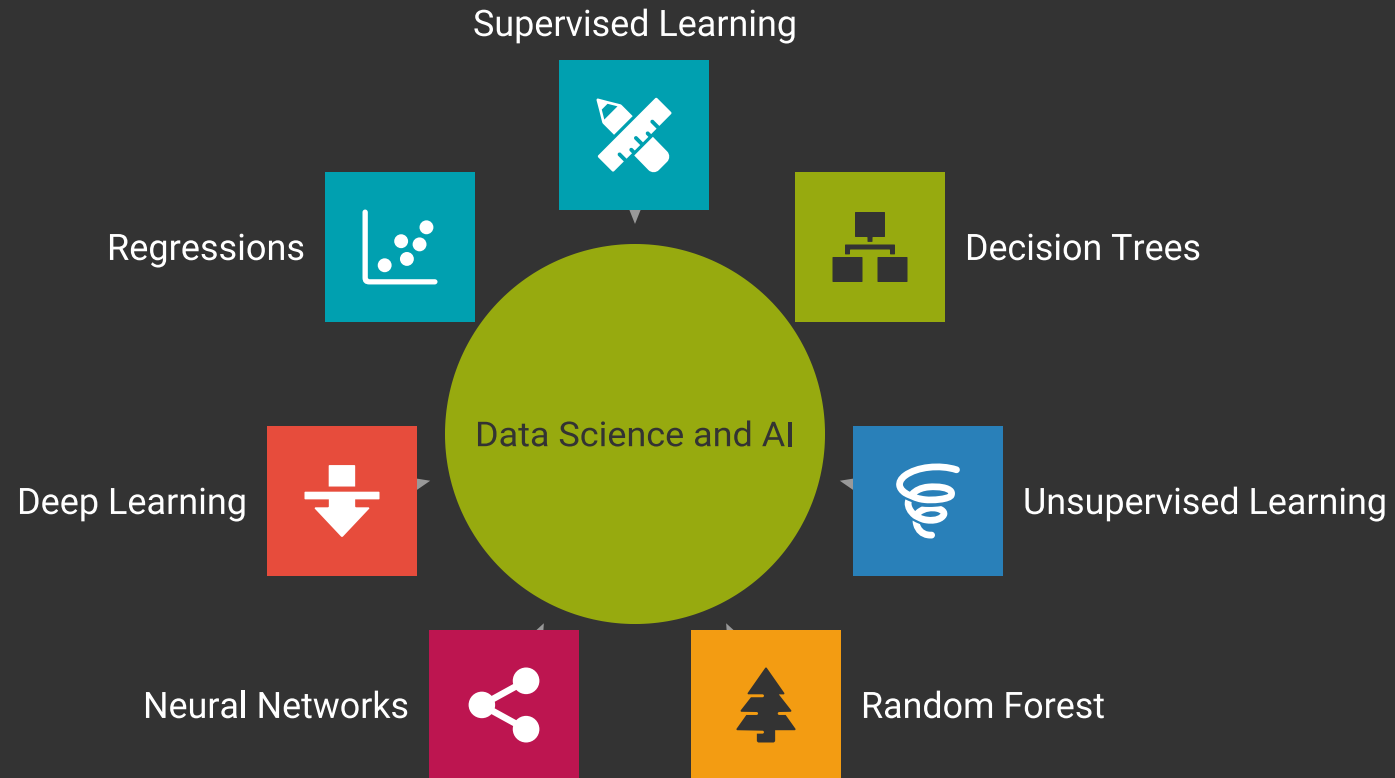 Supervised Learning
Regressions
Decision Trees
Data Science and AI
Deep Learning
Unsupervised Learning
Neural Networks
Random Forest